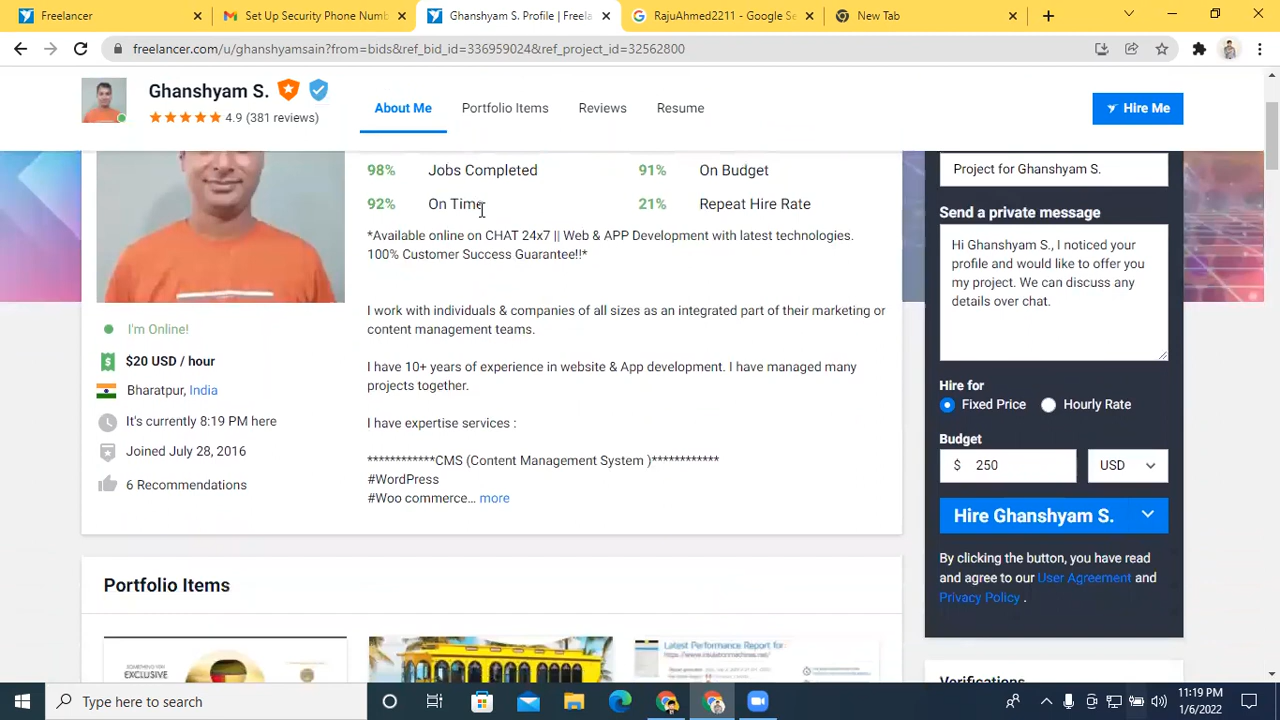 Freelancer
Set Up Security Phone Numb
Ghanshyam S. Profile | Freela
RajuAhmed2211 - Google Se
New Tab
freelancer.com/u/ghanshyamsain?from=bids&ref_bid_id=336959024&ref_project_id=32562800
Ghanshyam S.
4.9 (381 reviews)
About Me
Portfolio Items
Reviews
Resume
Hire Me
98% Jobs Completed
91% On Budget
92% On Time
21% Repeat Hire Rate
*Available online on CHAT 24x7 || Web & APP Development with latest technologies.
100% Customer Success Guarantee!!*
I work with individuals & companies of all sizes as an integrated part of their marketing or
content management teams.
I have 10+ years of experience in website & App development. I have managed many
projects together.
I have expertise services :
************CMS (Content Management System )************
#WordPress
#Woo commerce... more
I'm Online!
$20 USD / hour
Bharatpur, India
It's currently 8:19 PM here
Joined July 28, 2016
6 Recommendations
Project for Ghanshyam S.
Send a private message
Hi Ghanshyam S., I noticed your
profile and would like to offer you
my project. We can discuss any
details over chat.
Hire for
Fixed Price
Hourly Rate
Budget
$ 250
USD
Hire Ghanshyam S.
By clicking the button, you have read
and agree to our User Agreement and
Privacy Policy .
Portfolio Items
EXCLUSIVE
Latest Performance Report for:
Verifications
Type here to search
11:19 PM
1/6/2022